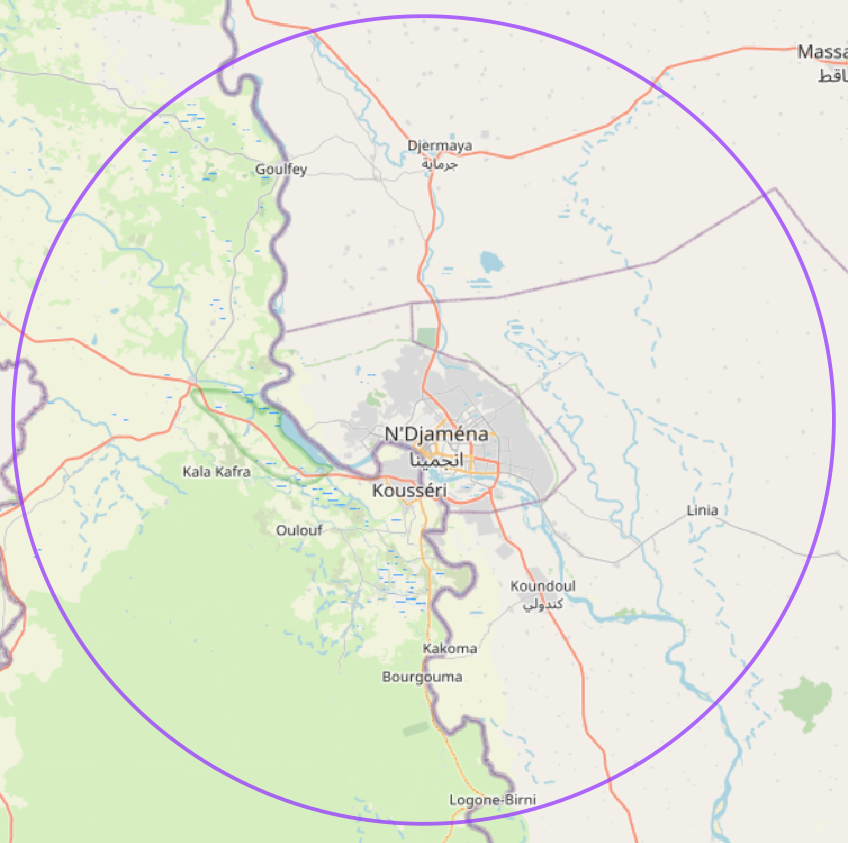 Massa
ماقط
Djermaya
جرماية
Goulfey
N'Djaména
انجمينا
Kala Kafra
Kousséri
Linia
Oulouf
Koundoul
كندولي
Kakoma
Bourgouma
Logone-Birni